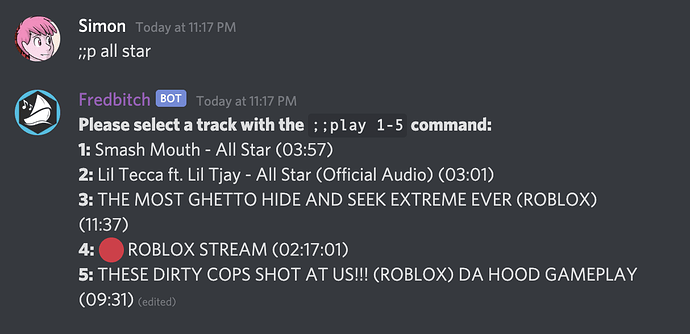 Simon Today at 11:17 PM
;;p all star
Fredbitch BOT Today at 11:17 PM
Please select a track with the ;;play 1-5 command:
1: Smash Mouth - All Star (03:57)
2: Lil Tecca ft. Lil Tjay - All Star (Official Audio) (03:01)
3: THE MOST GHETTO HIDE AND SEEK EXTREME EVER (ROBLOX)
(11:37)
4: 🔴 ROBLOX STREAM (02:17:01)
5: THESE DIRTY COPS SHOT AT US!!! (ROBLOX) DA HOOD GAMEPLAY
(09:31) (edited)